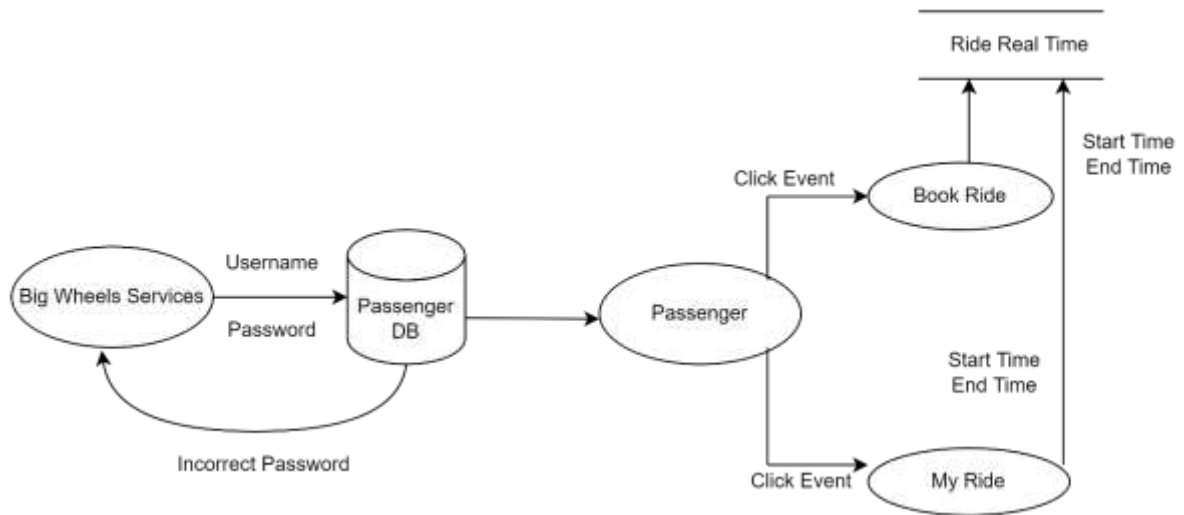 Ride Real Time
Start Time
End Time
Click Event
Book Ride
Username
Big Wheels Services
Password
Passenger
DB
Passenger
Start Time
End Time
Incorrect Password
Click Event
My Ride